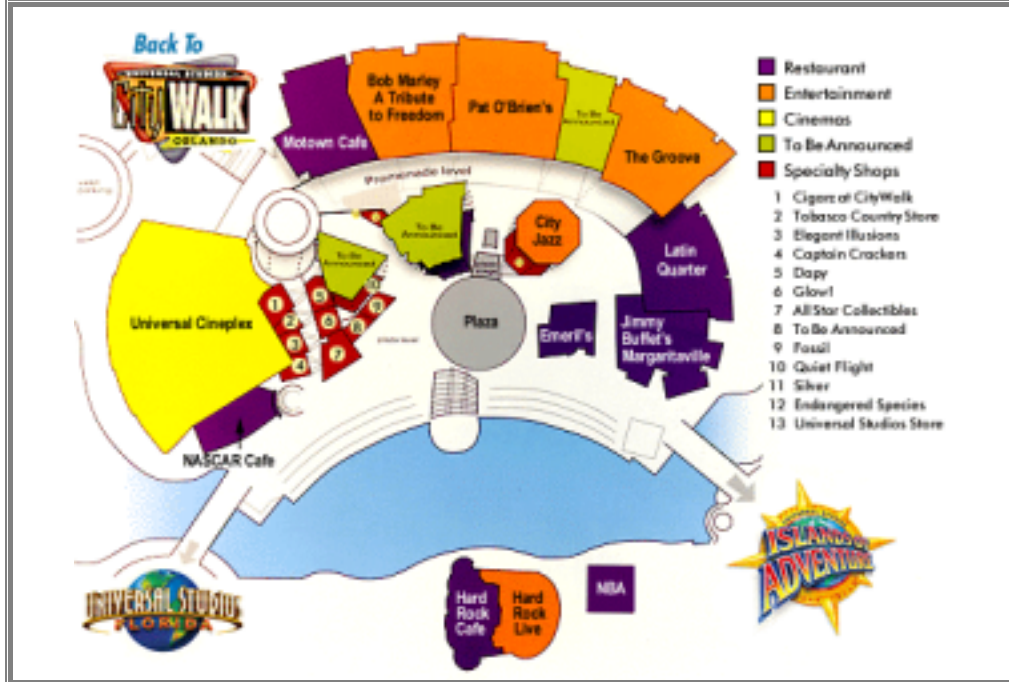 Back To
UNIVERSAL STUDIOS
CITYWALK
ORLANDO
Motown Cafe
Bob Marley
A Tribute
to Freedom
Pat O'Brien's
To Be
Announced
The Groove
Promenade level
To Be
Announced
City
Jazz
Latin
Quarter
To Be
Announced
Universal Cineplex
1
2
3
4
5
6
7
8
9
10
Plaza
Emeril's
Jimmy
Buffet's
Margaritaville
NASCAR Cafe
Hard
Rock
Cafe
Hard
Rock
Live
NBA
UNIVERSAL STUDIOS
FLORIDA
ISLANDS OF
ADVENTURE
Restaurant
Entertainment
Cinemas
To Be Announced
Specialty Shops
1 Cigarz at CityWalk
2 Tobasco Country Store
3 Elegant Illusions
4 Captain Crackers
5 Dapy
6 Glow!
7 All Star Collectibles
8 To Be Announced
9 Fossil
10 Quiet Flight
11 Silver
12 Endangered Species
13 Universal Studios Store